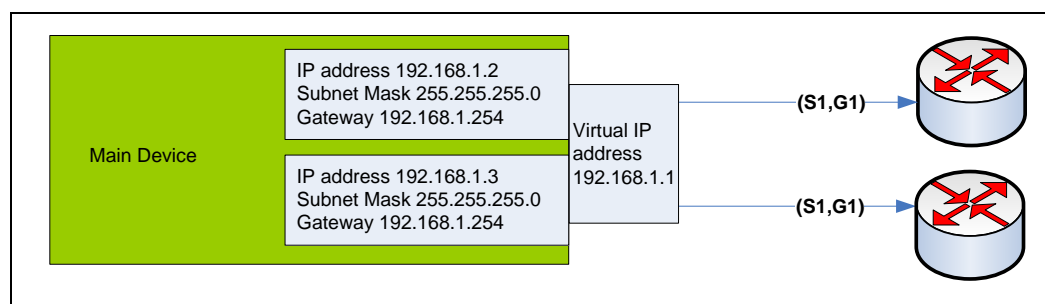 Main Device
IP address 192.168.1.2
Subnet Mask 255.255.255.0
Gateway 192.168.1.254
IP address 192.168.1.3
Subnet Mask 255.255.255.0
Gateway 192.168.1.254
Virtual IP
address
192.168.1.1
(S1,G1)
(S1,G1)